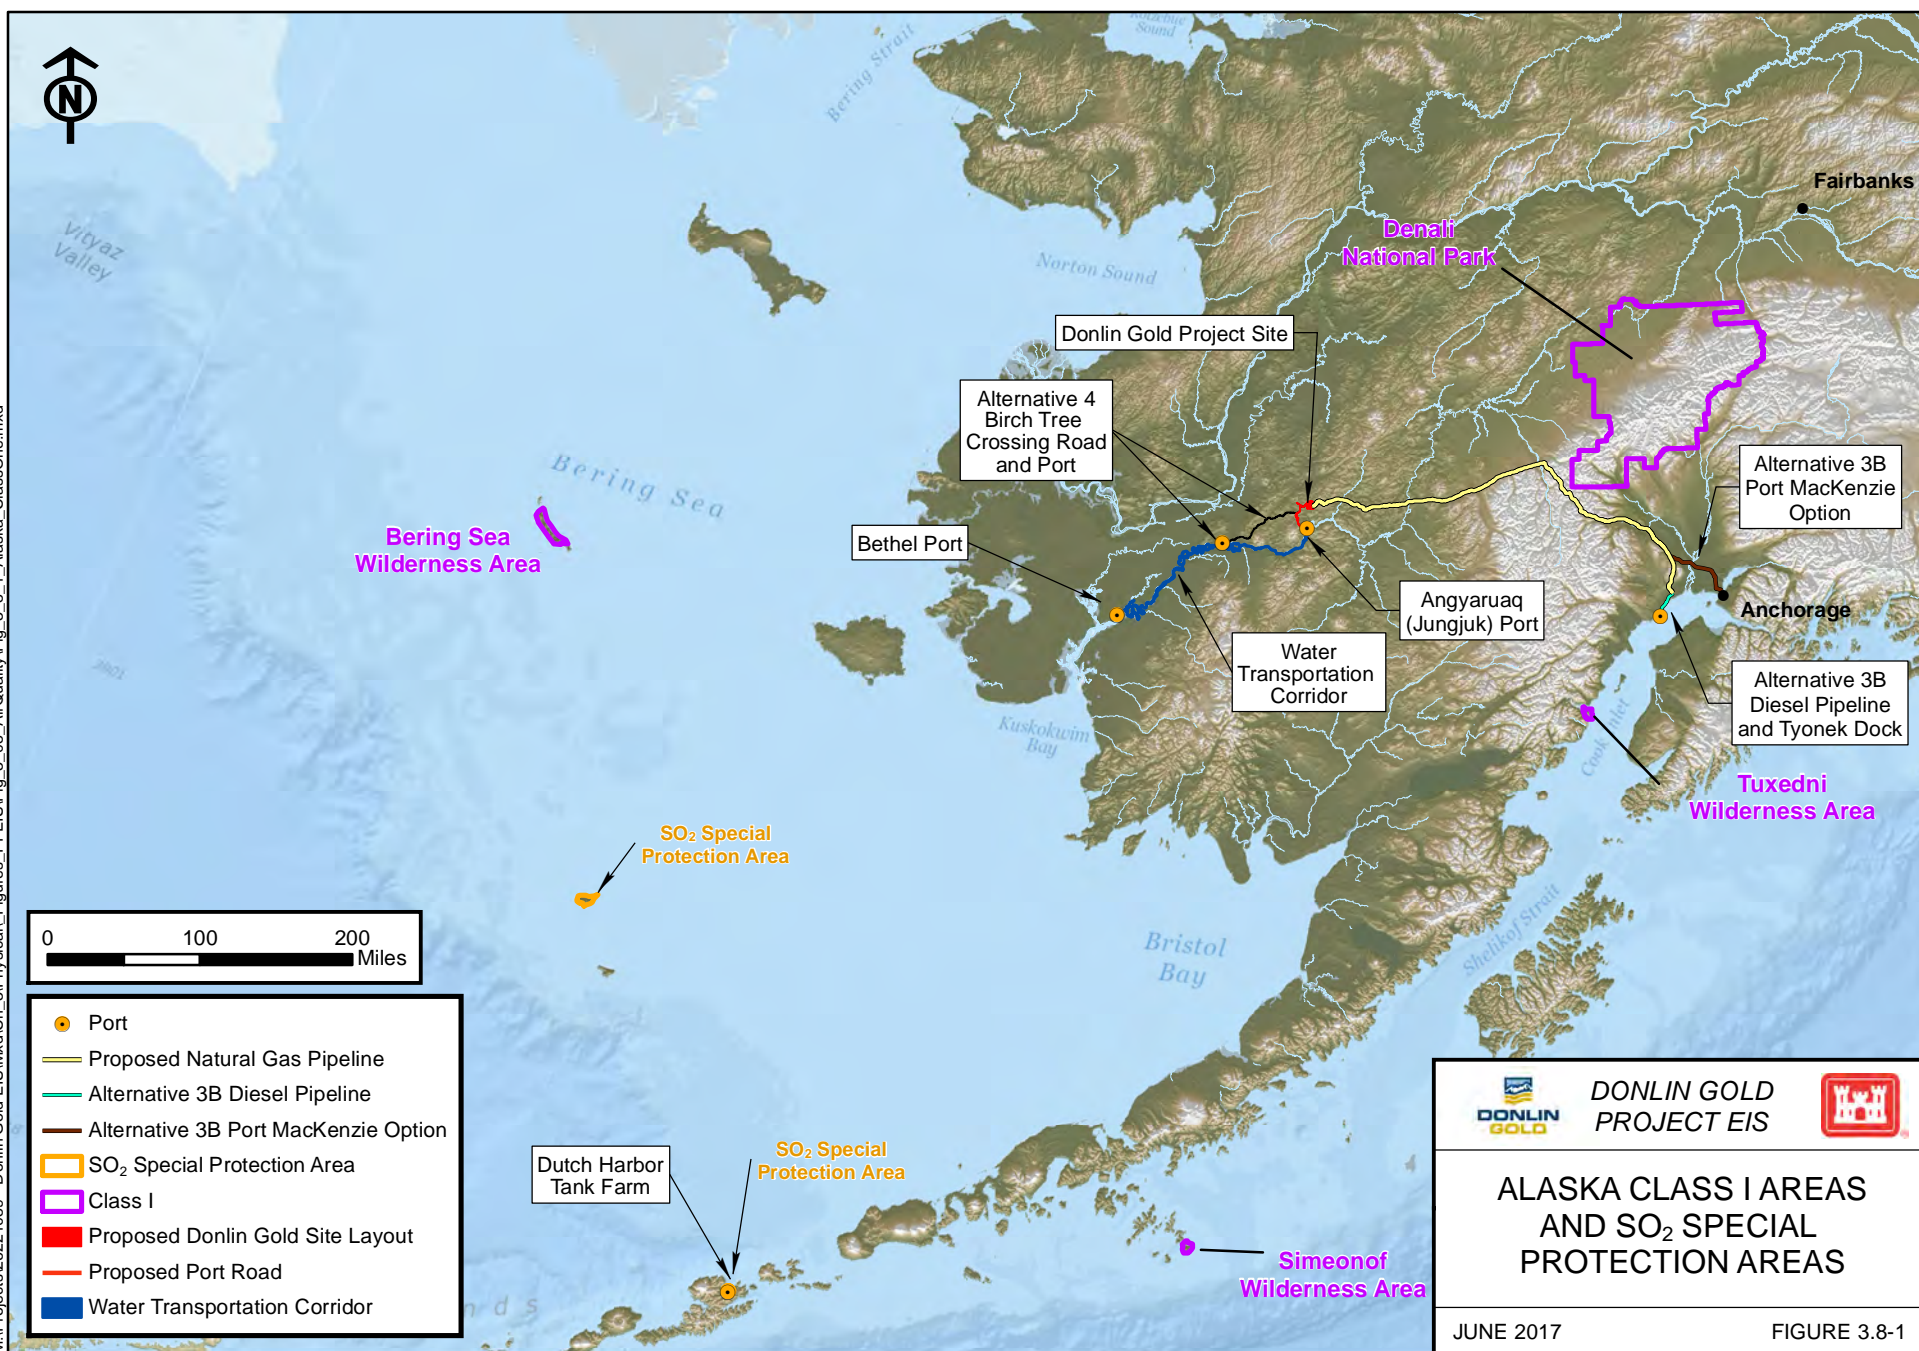 Kotzebue
Sound
Bering Strait
Fairbanks
Vityaz
Valley
Denali
National Park
Norton Sound
Donlin Gold Project Site
Alternative 4
Birch Tree
Crossing Road
and Port
Alternative 3B
Port MacKenzie
Option
Bering Sea
Bering Sea
Wilderness Area
Bethel Port
Angyaruaq
(Jungjuk) Port
Anchorage
Water
Transportation
Corridor
Alternative 3B
Diesel Pipeline
and Tyonek Dock
Kuskokwim
Bay
Cook Inlet
Tuxedni
Wilderness Area
SO₂ Special
Protection Area
Bristol
Bay
Shelikof Strait
0 100 200
Miles
Port
Proposed Natural Gas Pipeline
Alternative 3B Diesel Pipeline
Alternative 3B Port MacKenzie Option
SO₂ Special Protection Area
Class I
Proposed Donlin Gold Site Layout
Proposed Port Road
Water Transportation Corridor
Dutch Harbor
Tank Farm
SO₂ Special
Protection Area
Simeonof
Wilderness Area
N
DONLIN
GOLD
DONLIN GOLD
PROJECT EIS
ALASKA CLASS I AREAS
AND SO₂ SPECIAL
PROTECTION AREAS
JUNE 2017
FIGURE 3.8-1